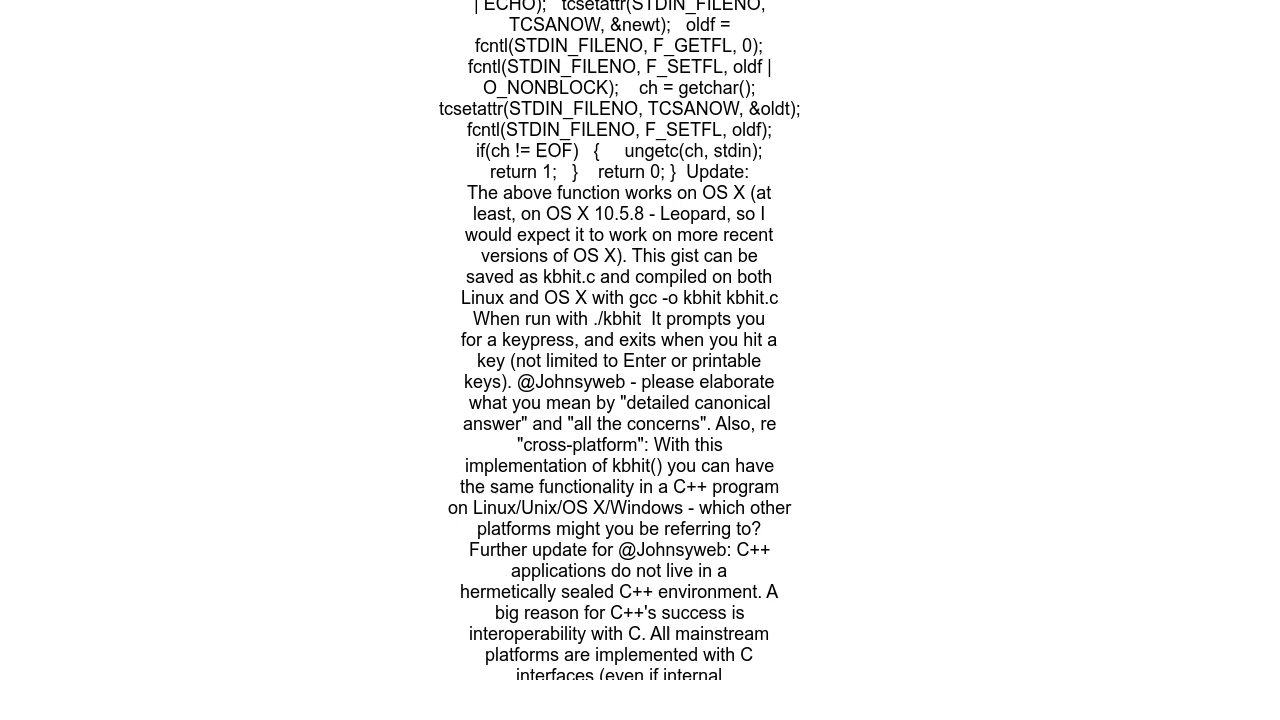 | ECHO);   tcsetattr(STDIN_FILENO,
TCSANOW, &newt);   oldf =
fcntl(STDIN_FILENO, F_GETFL, 0);
fcntl(STDIN_FILENO, F_SETFL, oldf |
O_NONBLOCK);    ch = getchar();
tcsetattr(STDIN_FILENO, TCSANOW, &oldt);
fcntl(STDIN_FILENO, F_SETFL, oldf);
if(ch != EOF)   {     ungetc(ch, stdin);
return 1;   }    return 0; }  Update:
The above function works on OS X (at
least, on OS X 10.5.8 - Leopard, so I
would expect it to work on more recent
versions of OS X). This gist can be
saved as kbhit.c and compiled on both
Linux and OS X with gcc -o kbhit kbhit.c
When run with ./kbhit  It prompts you
for a keypress, and exits when you hit a
key (not limited to Enter or printable
keys). @Johnsyweb - please elaborate
what you mean by "detailed canonical
answer" and "all the concerns". Also, re
"cross-platform": With this
implementation of kbhit() you can have
the same functionality in a C++ program
on Linux/Unix/OS X/Windows - which other
platforms might you be referring to?
Further update for @Johnsyweb: C++
applications do not live in a
hermetically sealed C++ environment. A
big reason for C++'s success is
interoperability with C. All mainstream
platforms are implemented with C
interfaces (even if internal